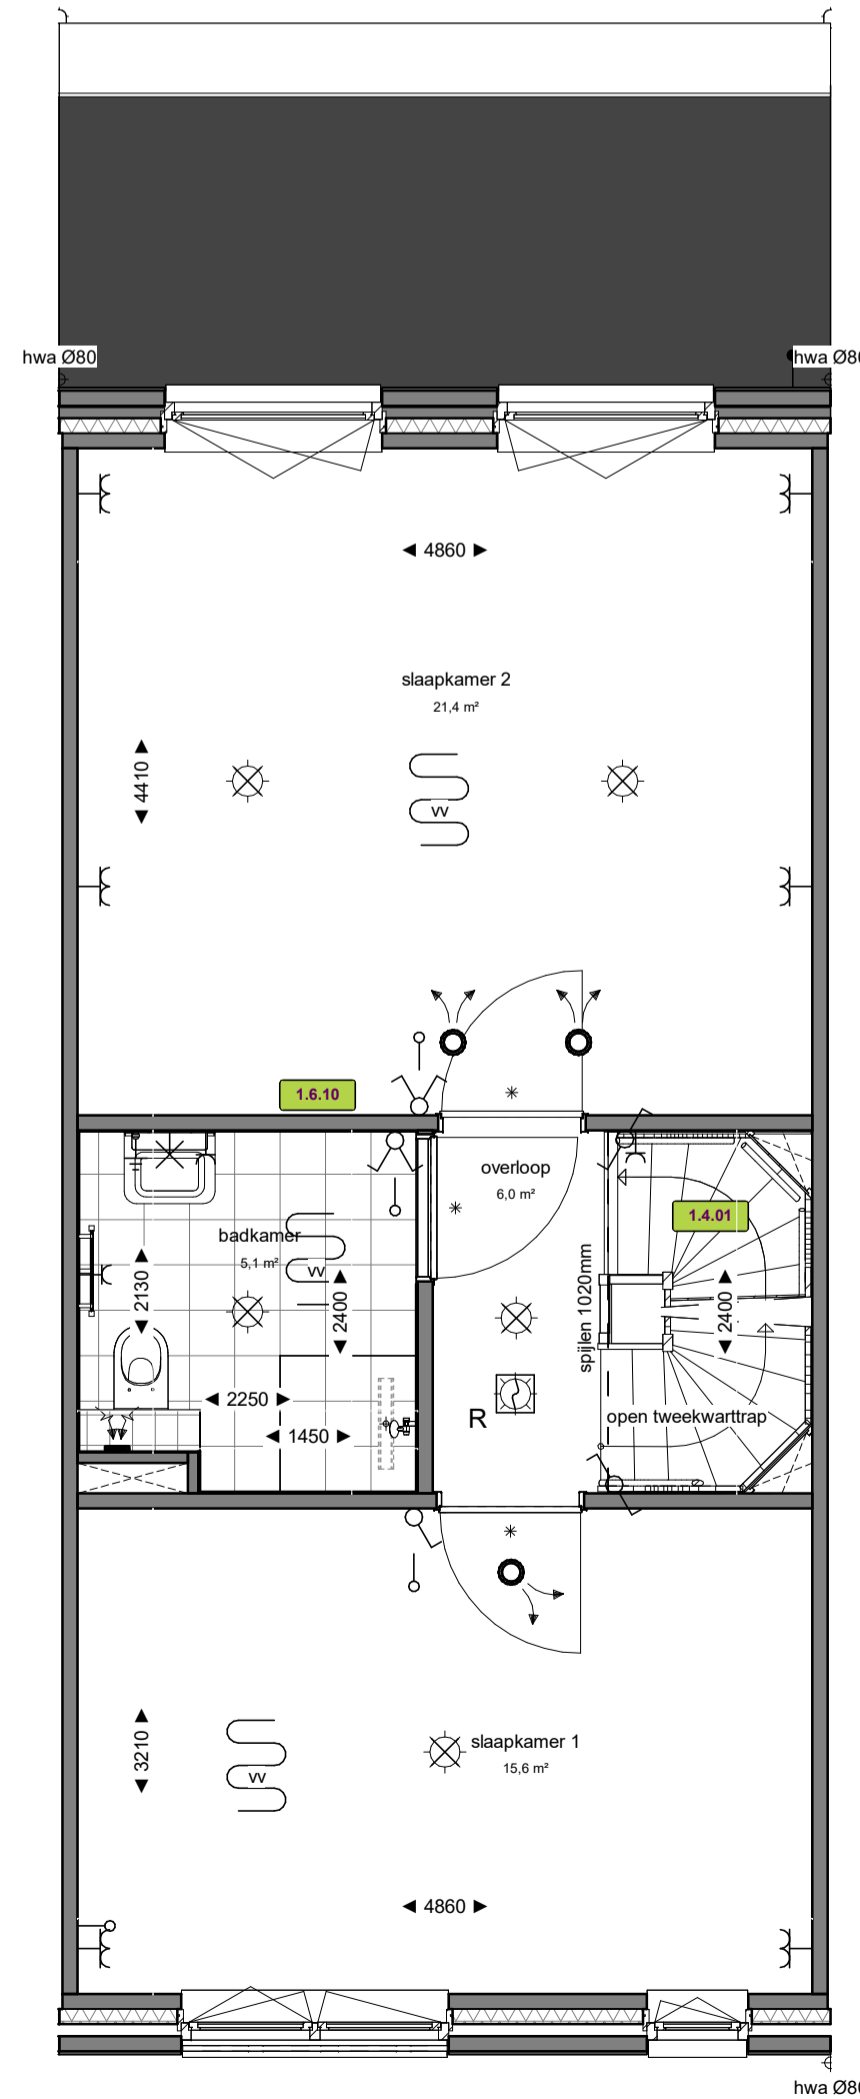 hwa Ø80
hwa Ø80
4860
slaapkamer 2
21,4 m²
4410
vv
1.6.10
overloop
6,0 m²
badkamer
5,1 m²
vv
1.4.01
2130
2400
spijlen 1020mm
2400
2250
1450
R
open tweekwarttrap
3210
slaapkamer 1
15,6 m²
vv
4860
hwa Ø80